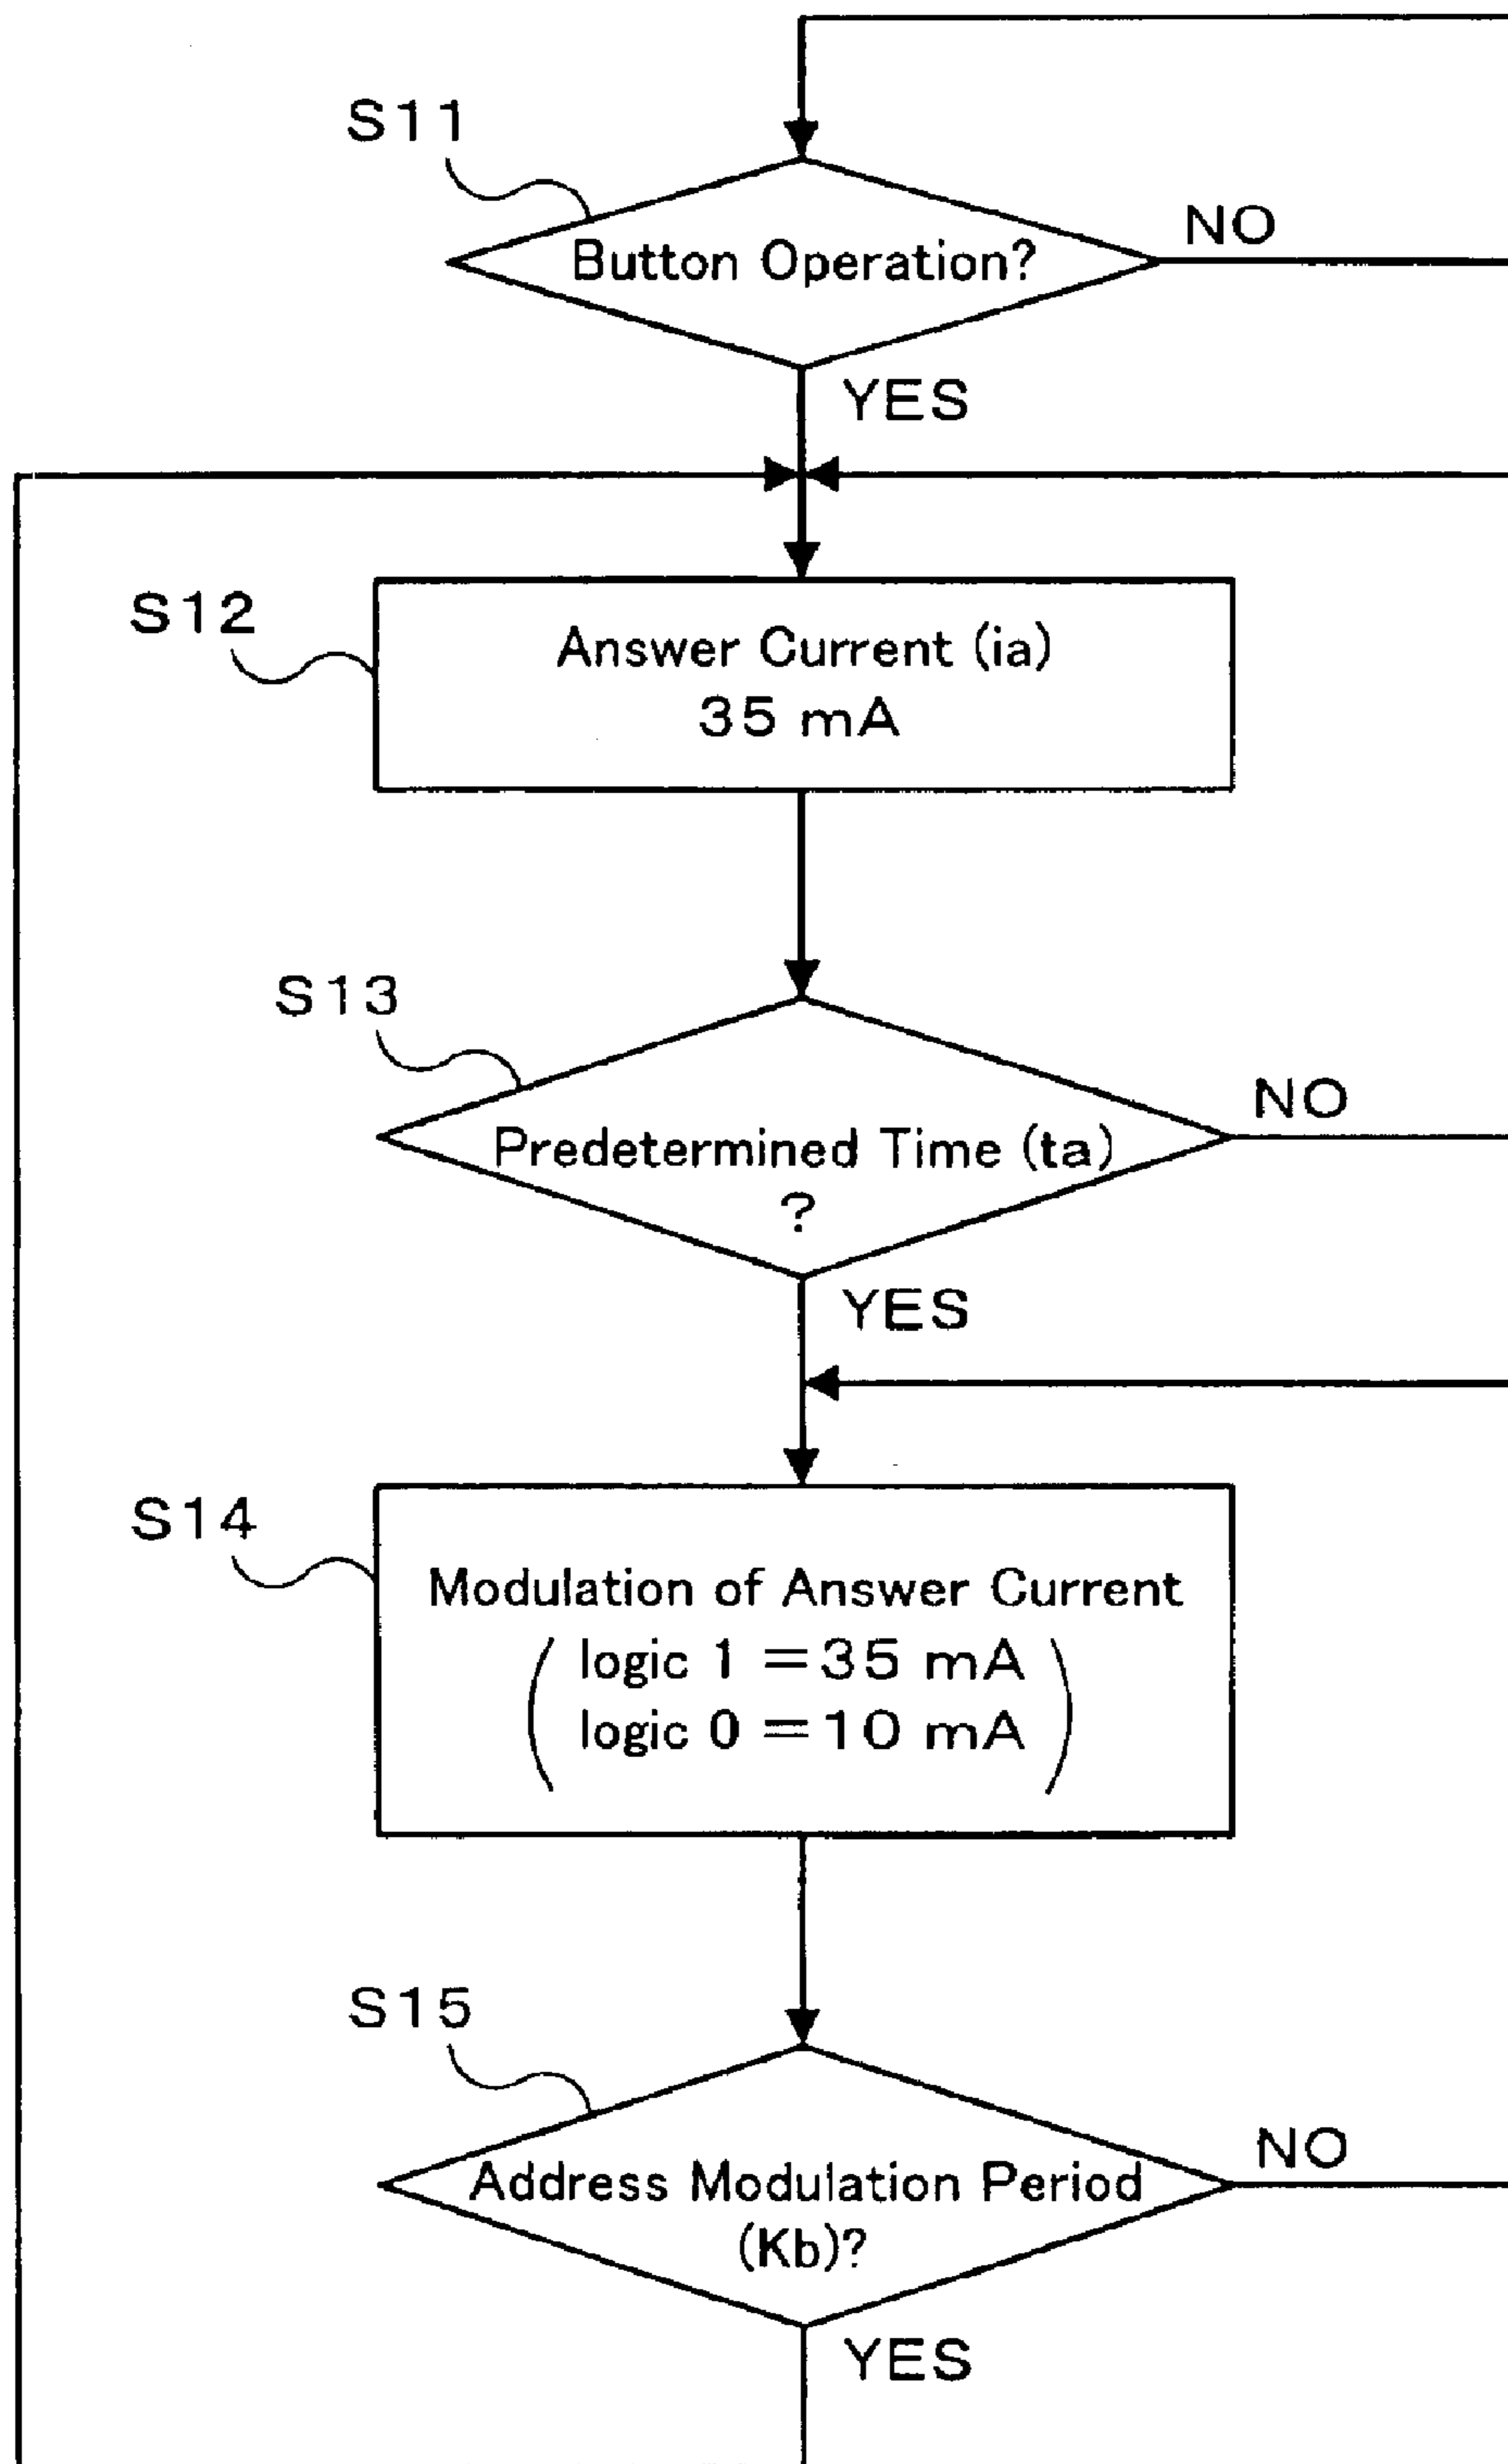 S11
Button Operation?
NO
YES
S12
Answer Current (ia)
35 mA
S13
Predetermined Time (ta)
?
NO
YES
S14
Modulation of Answer Current
( logic 1 =35 mA )
( logic 0 =10 mA )
S15
Address Modulation Period
(Kb)?
NO
YES